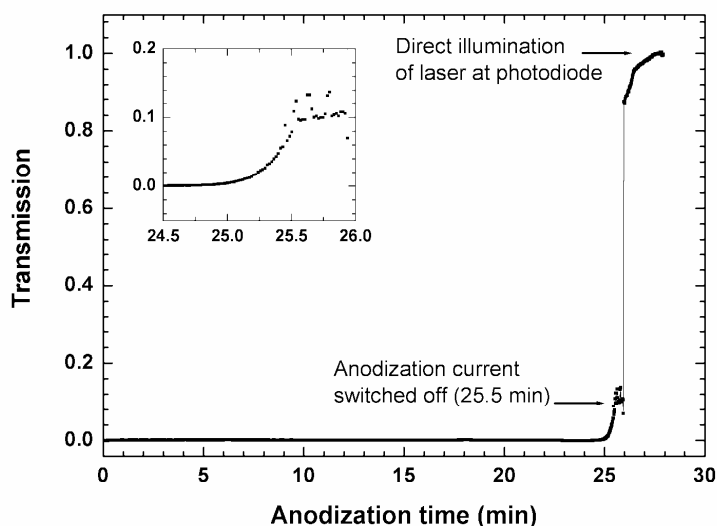 Transmission
1.0
0.8
0.6
0.4
0.2
0.0
0.2
0.1
0.0
24.5 25.0 25.5 26.0
Direct illumination
of laser at photodiode
Anodization current
switched off (25.5 min)
0 5 10 15 20 25 30
Anodization time (min)